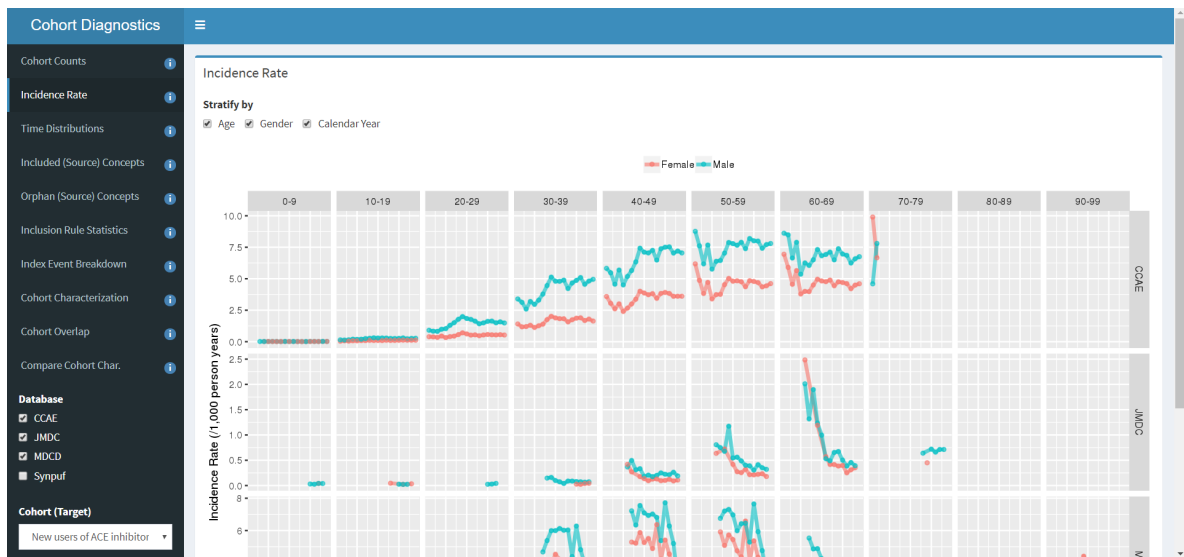 Cohort Diagnostics
Cohort Counts
Incidence Rate
Time Distributions
Included (Source) Concepts
Orphan (Source) Concepts
Inclusion Rule Statistics
Index Event Breakdown
Cohort Characterization
Cohort Overlap
Compare Cohort Char.
Database
CCAE
JMDC
MDCD
Synpuf
Cohort (Target)
New users of ACE inhibitor
Incidence Rate
Stratify by
Age Gender Calendar Year
Female Male
0-9 10-19 20-29 30-39 40-49 50-59 60-69 70-79 80-89 90-99
10.0
7.5
5.0
2.5
0.0
CCAE
2.5
2.0
1.5
1.0
0.5
0.0
JMDC
8
6
Incidence Rate (/1,000 person years)